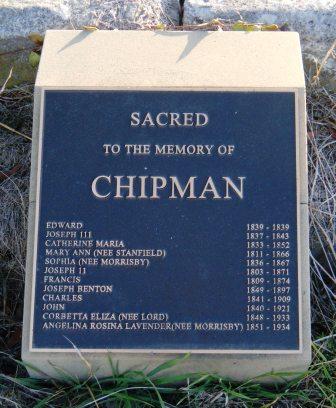 SACRED
TO THE MEMORY OF
CHIPMAN
EDWARD 1839 - 1839
JOSEPH III 1837 - 1843
CATHERINE MARIA 1833 - 1852
MARY ANN (NEE STANFIELD) 1811 - 1866
SOPHIA (NEE MORRISBY) 1836 - 1867
JOSEPH 11 1803 - 1871
FRANCIS 1809 - 1874
JOSEPH BENTON 1849 - 1897
CHARLES 1841 - 1909
JOHN 1840 - 1921
CORBETTA ELIZA (NEE LORD) 1848 - 1933
ANGELINA ROSINA LAVENDER(NEE MORRISBY) 1851 - 1934